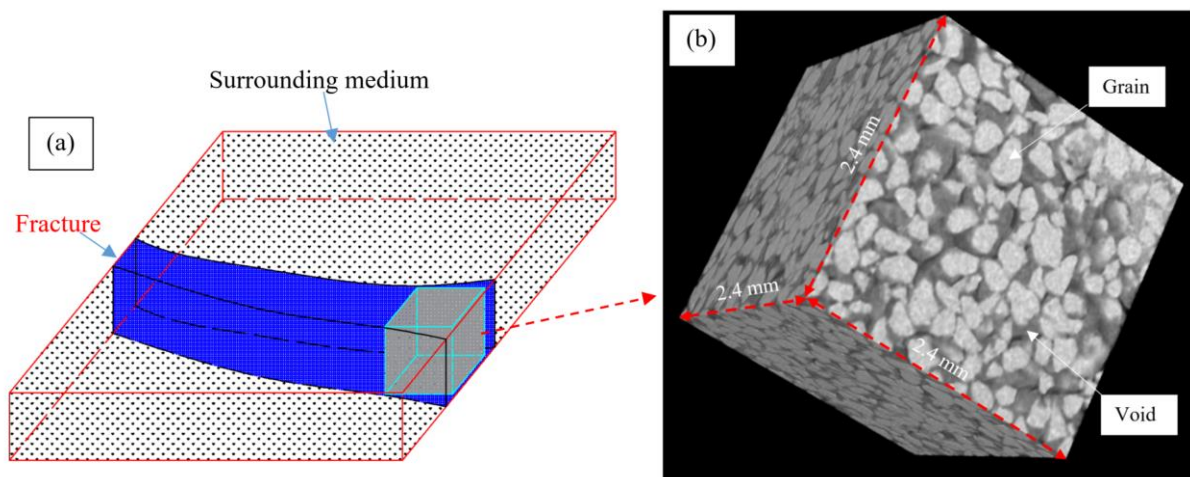 Surrounding medium
(a)
Fracture
(b)
Grain
2.4 mm
2.4 mm
2.4 mm
Void